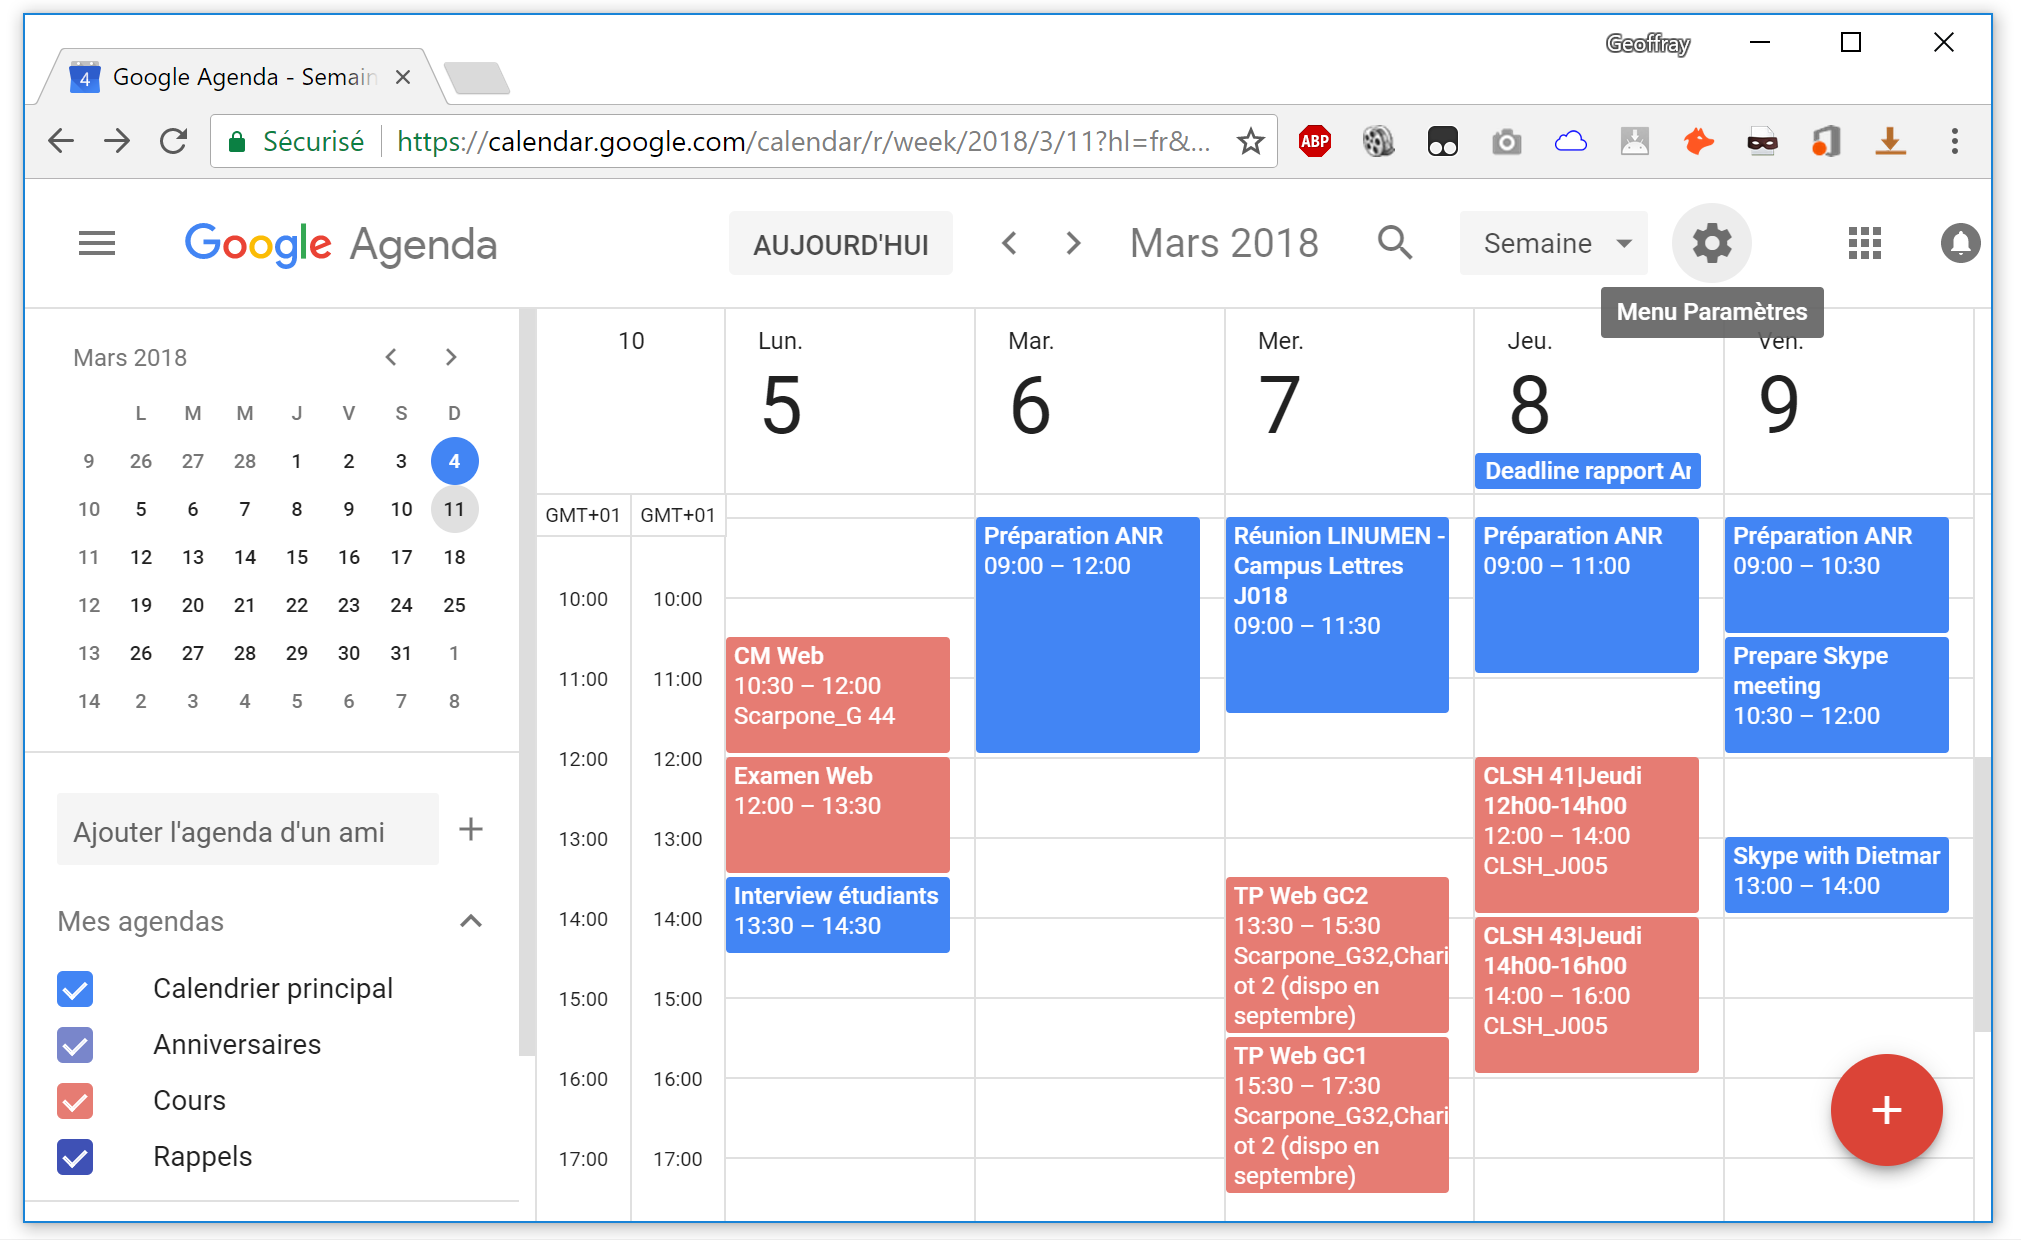 Geoffray
4 Google Agenda - Semain
Sécurisé https://calendar.google.com/calendar/r/week/2018/3/11?hl=fr&...
ABP
Google Agenda AUJOURD'HUI Mars 2018 Semaine
Menu Paramètres
Mars 2018
L M M J V S D
9 26 27 28 1 2 3 4
10 5 6 7 8 9 10 11
11 12 13 14 15 16 17 18
12 19 20 21 22 23 24 25
13 26 27 28 29 30 31 1
14 2 3 4 5 6 7 8
Ajouter l'agenda d'un ami
Mes agendas
Calendrier principal
Anniversaires
Cours
Rappels
10 Lun. Mar. Mer. Jeu. Ven.
5 6 7 8 9
Deadline rapport Ar
GMT+01 GMT+01
10:00 10:00
11:00 11:00
12:00 12:00
13:00 13:00
14:00 14:00
15:00 15:00
16:00 16:00
17:00 17:00
CM Web
10:30 – 12:00
Scarpone_G 44
Examen Web
12:00 – 13:30
Interview étudiants
13:30 – 14:30
Préparation ANR
09:00 – 12:00
Réunion LINUMEN -
Campus Lettres
J018
09:00 – 11:30
TP Web GC2
13:30 – 15:30
Scarpone_G32,Chari
ot 2 (dispo en
septembre)
TP Web GC1
15:30 – 17:30
Scarpone_G32,Chari
ot 2 (dispo en
septembre)
Préparation ANR
09:00 – 11:00
CLSH 41|Jeudi
12h00-14h00
12:00 – 14:00
CLSH_J005
CLSH 43|Jeudi
14h00-16h00
14:00 – 16:00
CLSH_J005
Préparation ANR
09:00 – 10:30
Prepare Skype
meeting
10:30 – 12:00
Skype with Dietmar
13:00 – 14:00